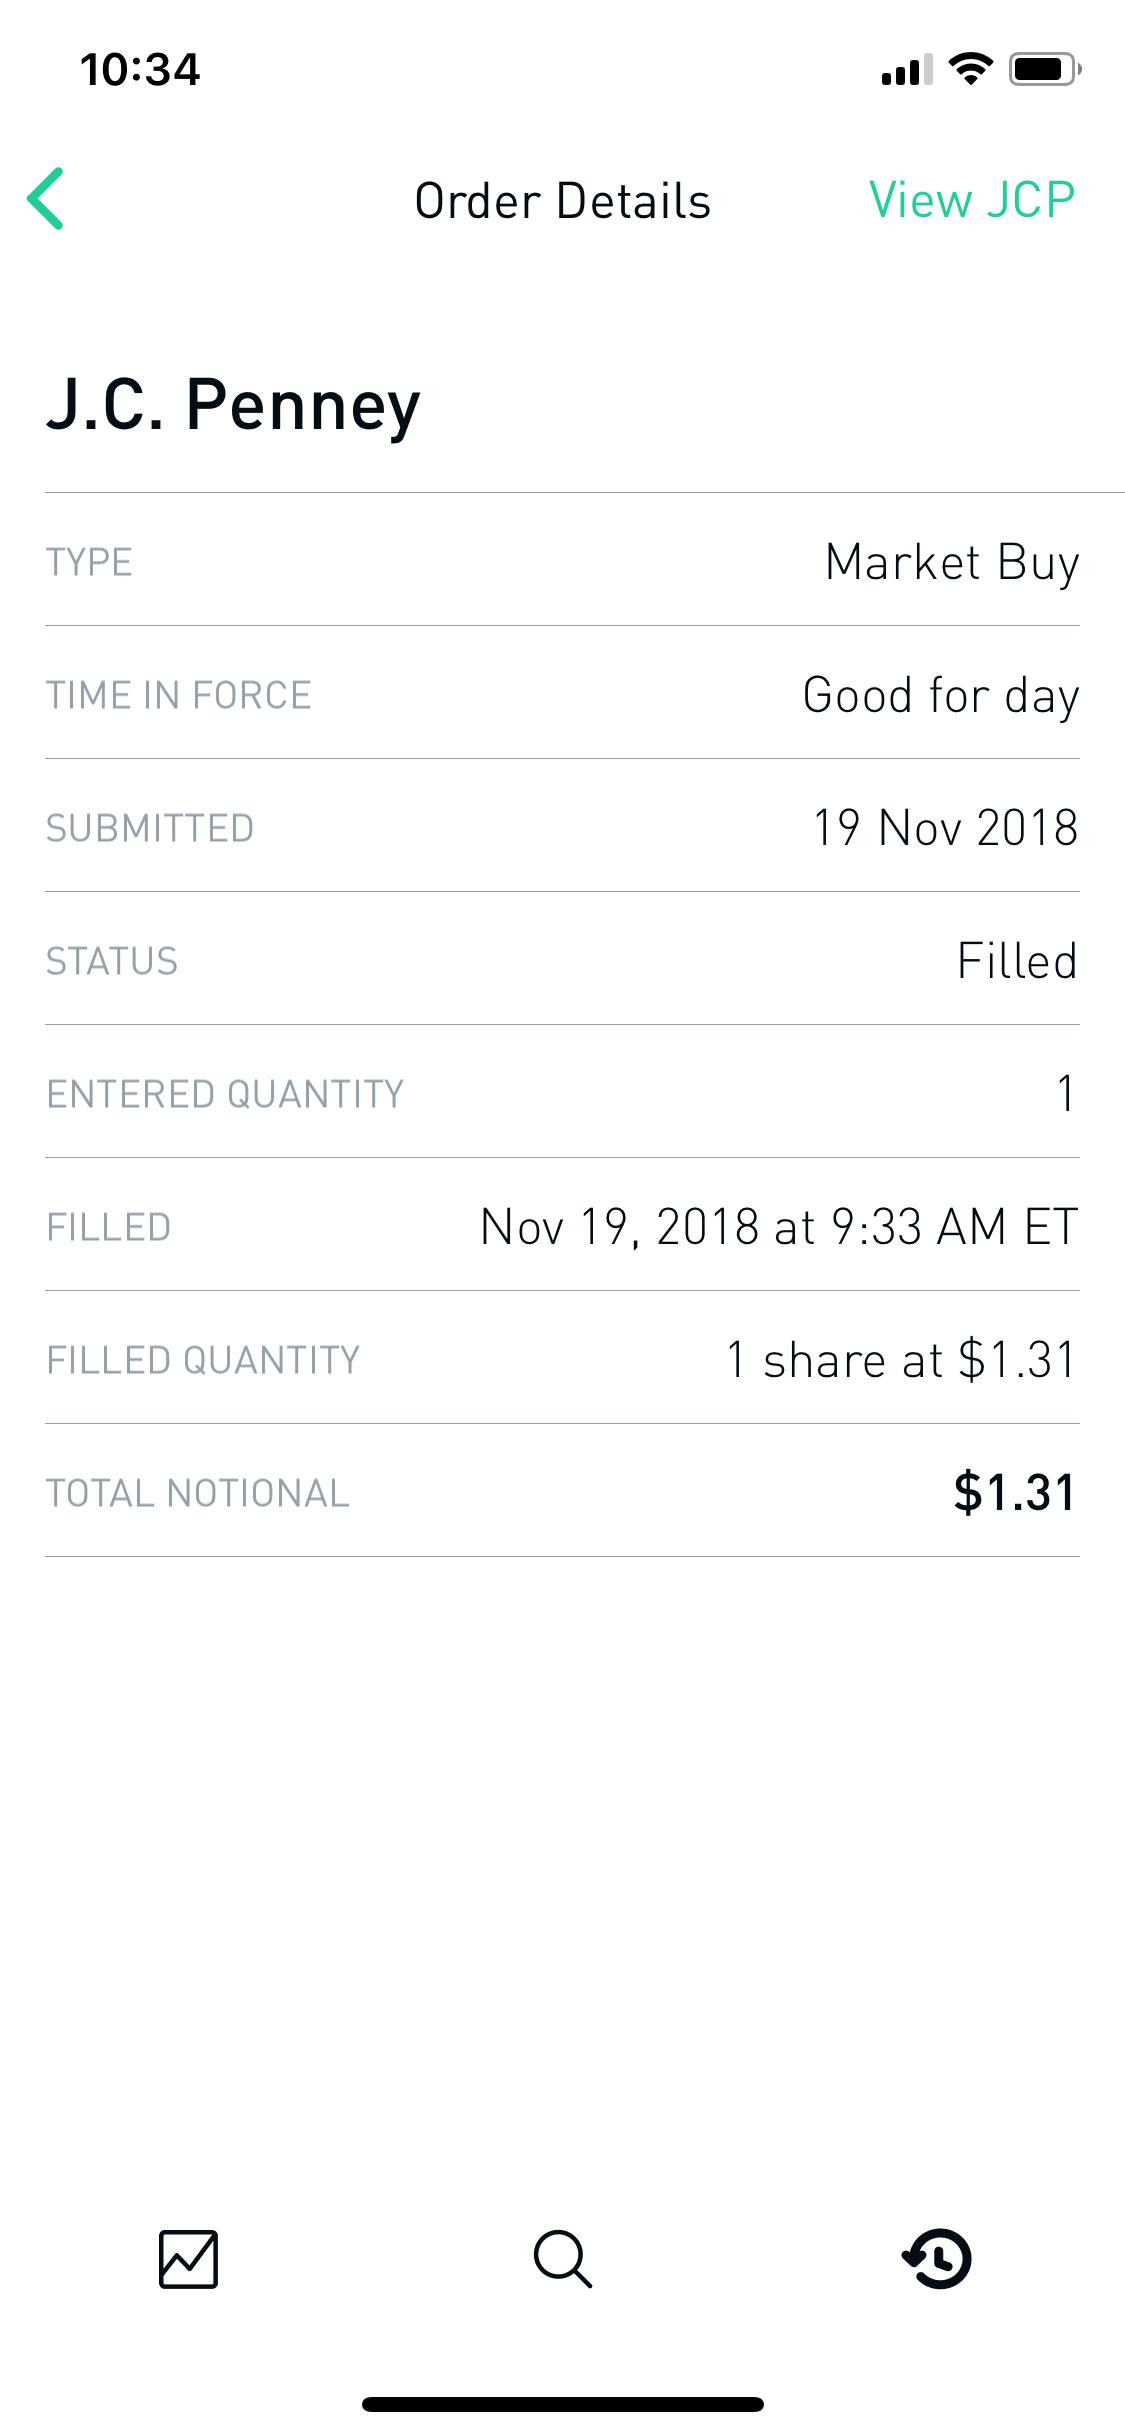 10:34
Order Details View JCP
J.C. Penney
TYPE Market Buy
TIME IN FORCE Good for day
SUBMITTED 19 Nov 2018
STATUS Filled
ENTERED QUANTITY 1
FILLED Nov 19, 2018 at 9:33 AM ET
FILLED QUANTITY 1 share at $1.31
TOTAL NOTIONAL $1.31